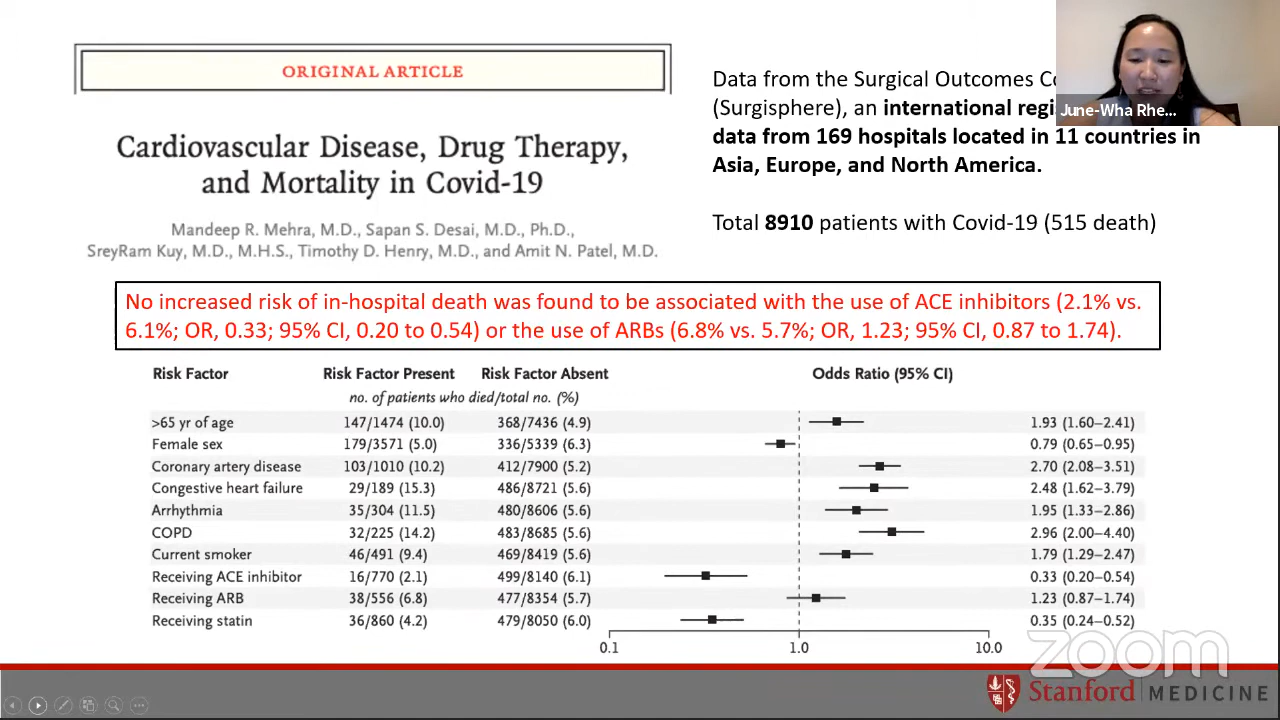 ORIGINAL ARTICLE
Cardiovascular Disease, Drug Therapy,
and Mortality in Covid-19
Mandeep R. Mehra, M.D., Sapan S. Desai, M.D., Ph.D.,
SreyRam Kuy, M.D., M.H.S., Timothy D. Henry, M.D., and Amit N. Patel, M.D.
Data from the Surgical Outcomes
(Surgisphere), an international
data from 169 hospitals located in 11 countries in
Asia, Europe, and North America.
Total 8910 patients with Covid-19 (515 death)
June-Wha Rhe...
No increased risk of in-hospital death was found to be associated with the use of ACE inhibitors (2.1% vs.
6.1%; OR, 0.33; 95% CI, 0.20 to 0.54) or the use of ARBs (6.8% vs. 5.7%; OR, 1.23; 95% CI, 0.87 to 1.74).
Risk Factor Risk Factor Present Risk Factor Absent Odds Ratio (95% CI)
no. of patients who died/total no. (%)
>65 yr of age 147/1474 (10.0) 368/7436 (4.9) 1.93 (1.60–2.41)
Female sex 179/3571 (5.0) 336/5339 (6.3) 0.79 (0.65–0.95)
Coronary artery disease 103/1010 (10.2) 412/7900 (5.2) 2.70 (2.08–3.51)
Congestive heart failure 29/189 (15.3) 486/8721 (5.6) 2.48 (1.62–3.79)
Arrhythmia 35/304 (11.5) 480/8606 (5.6) 1.95 (1.33–2.86)
COPD 32/225 (14.2) 483/8685 (5.6) 2.96 (2.00–4.40)
Current smoker 46/491 (9.4) 469/8419 (5.6) 1.79 (1.29–2.47)
Receiving ACE inhibitor 16/770 (2.1) 499/8140 (6.1) 0.33 (0.20–0.54)
Receiving ARB 38/556 (6.8) 477/8354 (5.7) 1.23 (0.87–1.74)
Receiving statin 36/860 (4.2) 479/8050 (6.0) 0.35 (0.24–0.52)
0.1 1.0 10.0
zoom
Stanford MEDICINE